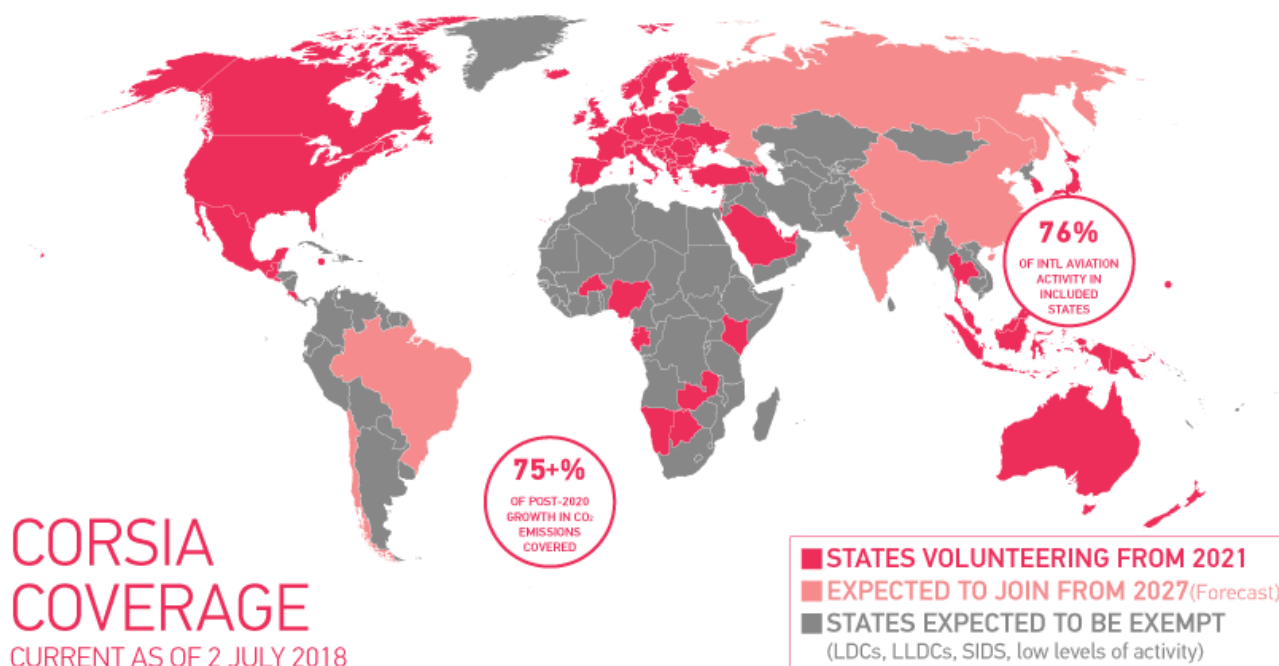 76%
OF INTL AVIATION
ACTIVITY IN
INCLUDED
STATES
75+%
OF POST-2020
GROWTH IN CO₂
EMISSIONS
COVERED
CORSIA
COVERAGE
CURRENT AS OF 2 JULY 2018
STATES VOLUNTEERING FROM 2021
EXPECTED TO JOIN FROM 2027(Forecast)
STATES EXPECTED TO BE EXEMPT
(LDCs, LLDCs, SIDS, low levels of activity)